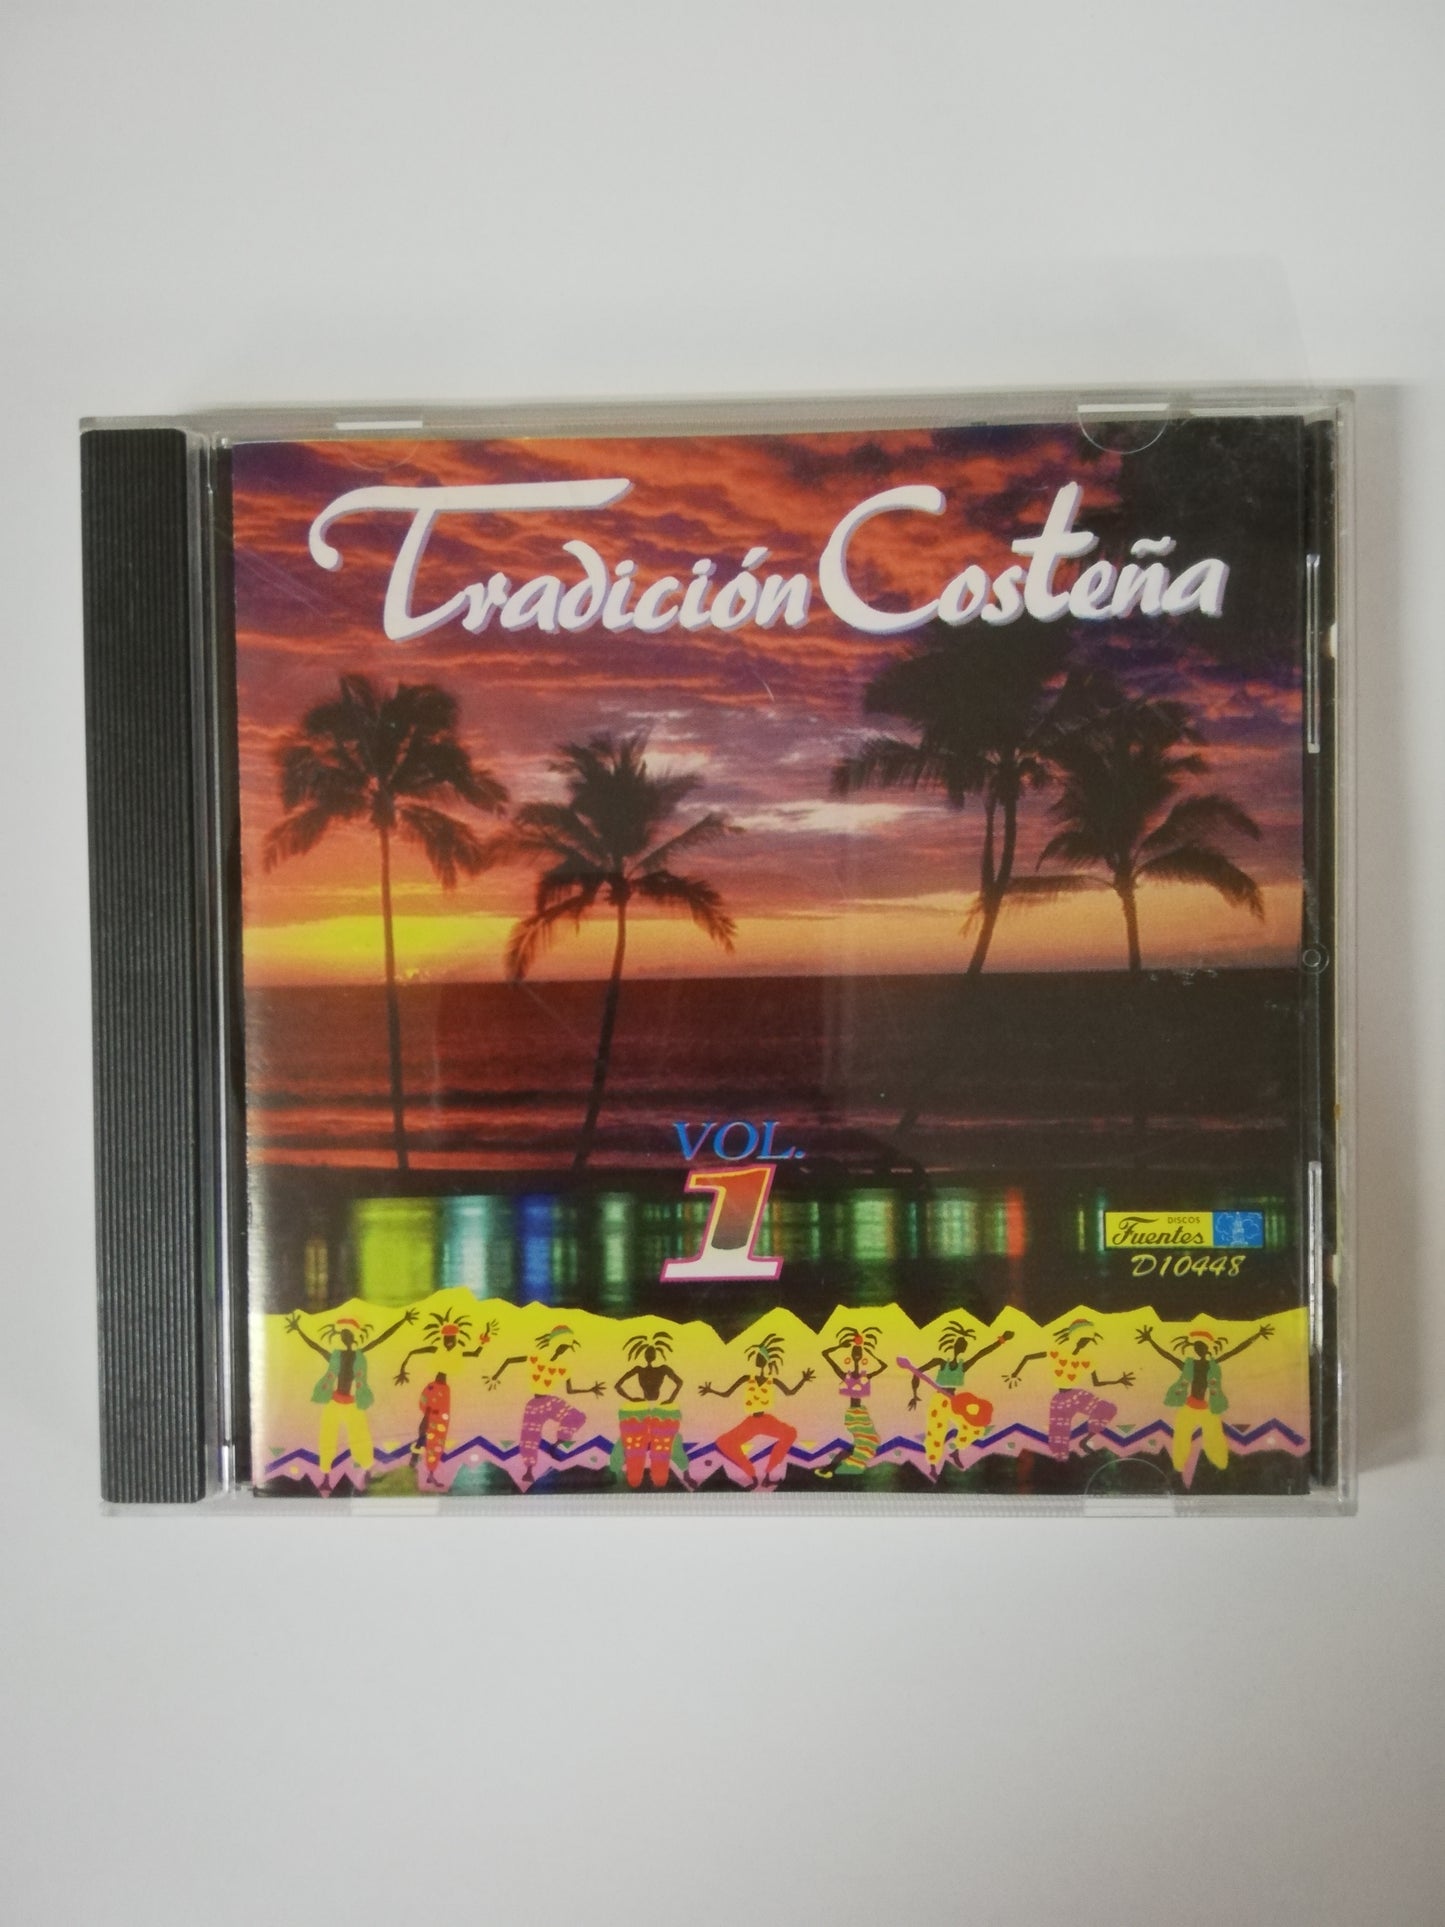 Tradición Costeña
VOL.
1
DISCOS
Fuentes
D10448